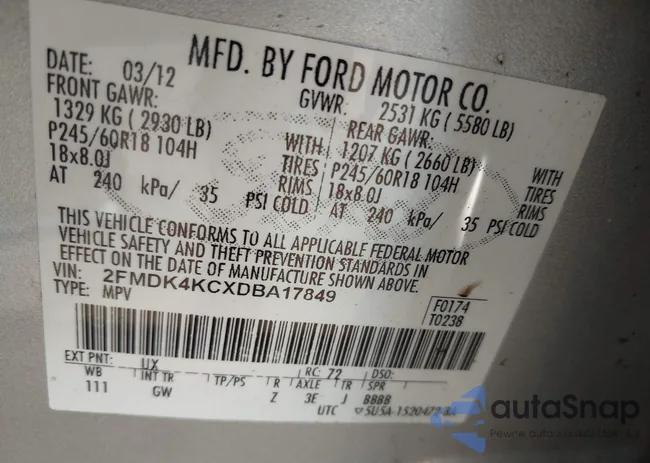 MFD. BY FORD MOTOR CO.
DATE: 03/12
GVWR: 2531 KG ( 5580 LB)
FRONT GAWR:
1329 KG ( 2930 LB)
P245/60R18 104H
18x8.0J
AT 240 kPa/ 35 PSI COLD
WITH
TIRES
RIMS
REAR GAWR:
1207 KG ( 2660 LB)
P245/60R18 104H
18x8.0J
AT 240 kPa/ 35 PSI COLD
WITH
TIRES
RIMS
THIS VEHICLE CONFORMS TO ALL APPLICABLE FEDERAL MOTOR
VEHICLE SAFETY AND THEFT PREVENTION STANDARDS IN
EFFECT ON THE DATE OF MANUFACTURE SHOWN ABOVE.
VIN: 2FMDK4KCXDBA17849
TYPE: MPV
F0174
T0238
EXT PNT: UX RC: 72 DSO:
WB INT TR TP/PS R AXLE TR SPR
111 GW Z 3E J BBBB
UTC
autaSnap